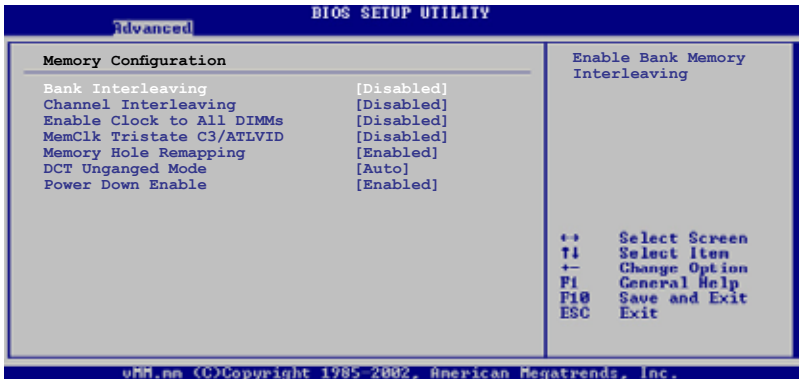 BIOS SETUP UTILITY
Advanced
Memory Configuration
Bank Interleaving [Disabled]
Channel Interleaving [Disabled]
Enable Clock to All DIMMs [Disabled]
MemClk Tristate C3/ATLVID [Disabled]
Memory Hole Remapping [Enabled]
DCT Unganged Mode [Auto]
Power Down Enable [Enabled]
Enable Bank Memory
Interleaving
←→ Select Screen
↑↓ Select Item
+- Change Option
F1 General Help
F10 Save and Exit
ESC Exit
vMM.mm (C)Copyright 1985-2002, American Megatrends, Inc.